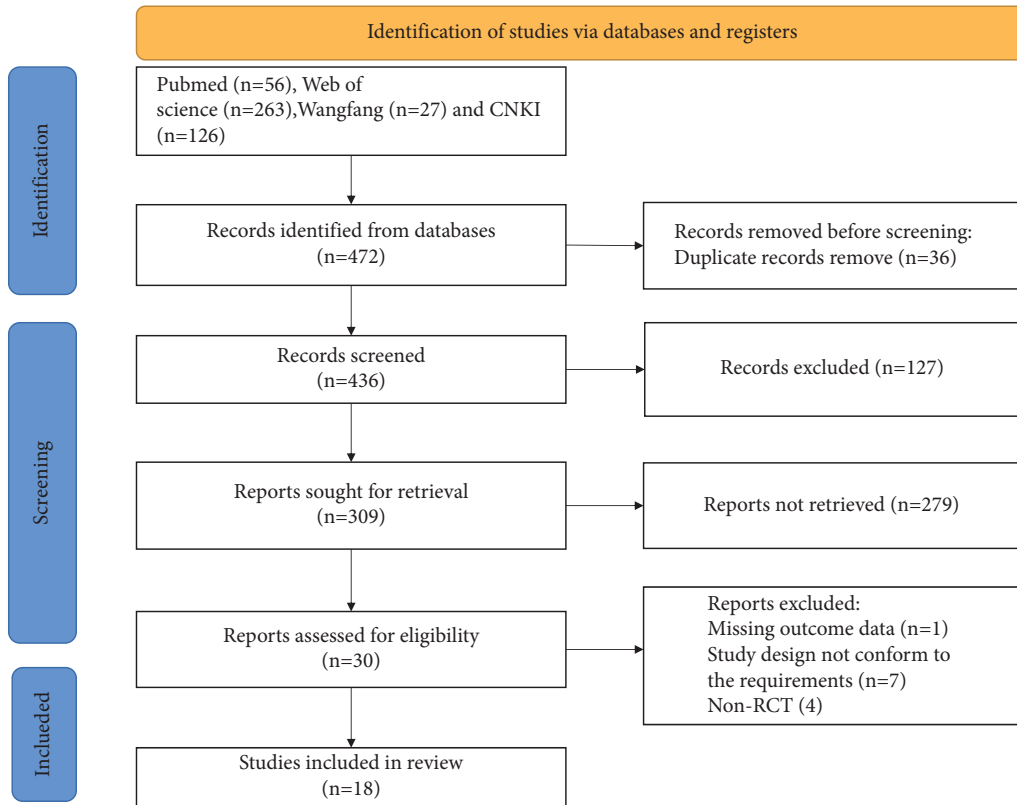 Identification of studies via databases and registers
Identification
Pubmed (n=56), Web of
science (n=263),Wangfang (n=27) and CNKI
(n=126)
Records identified from databases
(n=472)
Records removed before screening:
Duplicate records remove (n=36)
Screening
Records screened
(n=436)
Records excluded (n=127)
Reports sought for retrieval
(n=309)
Reports not retrieved (n=279)
Reports assessed for eligibility
(n=30)
Reports excluded:
Missing outcome data (n=1)
Study design not conform to
the requirements (n=7)
Non-RCT (4)
Inclueded
Studies included in review
(n=18)